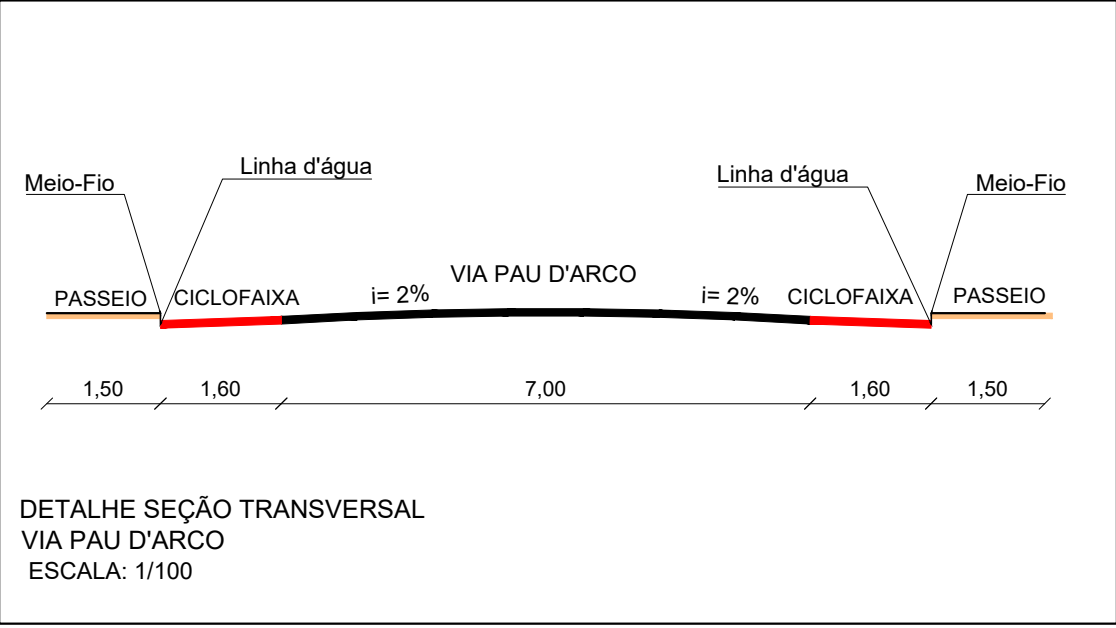 Linha d'água
Meio-Fio
Linha d'água
Meio-Fio
VIA PAU D'ARCO
PASSEIO
CICLOFAIXA
i= 2%
i= 2%
CICLOFAIXA
PASSEIO
1,50
1,60
7,00
1,60
1,50
DETALHE SEÇÃO TRANSVERSAL
VIA PAU D'ARCO
ESCALA: 1/100